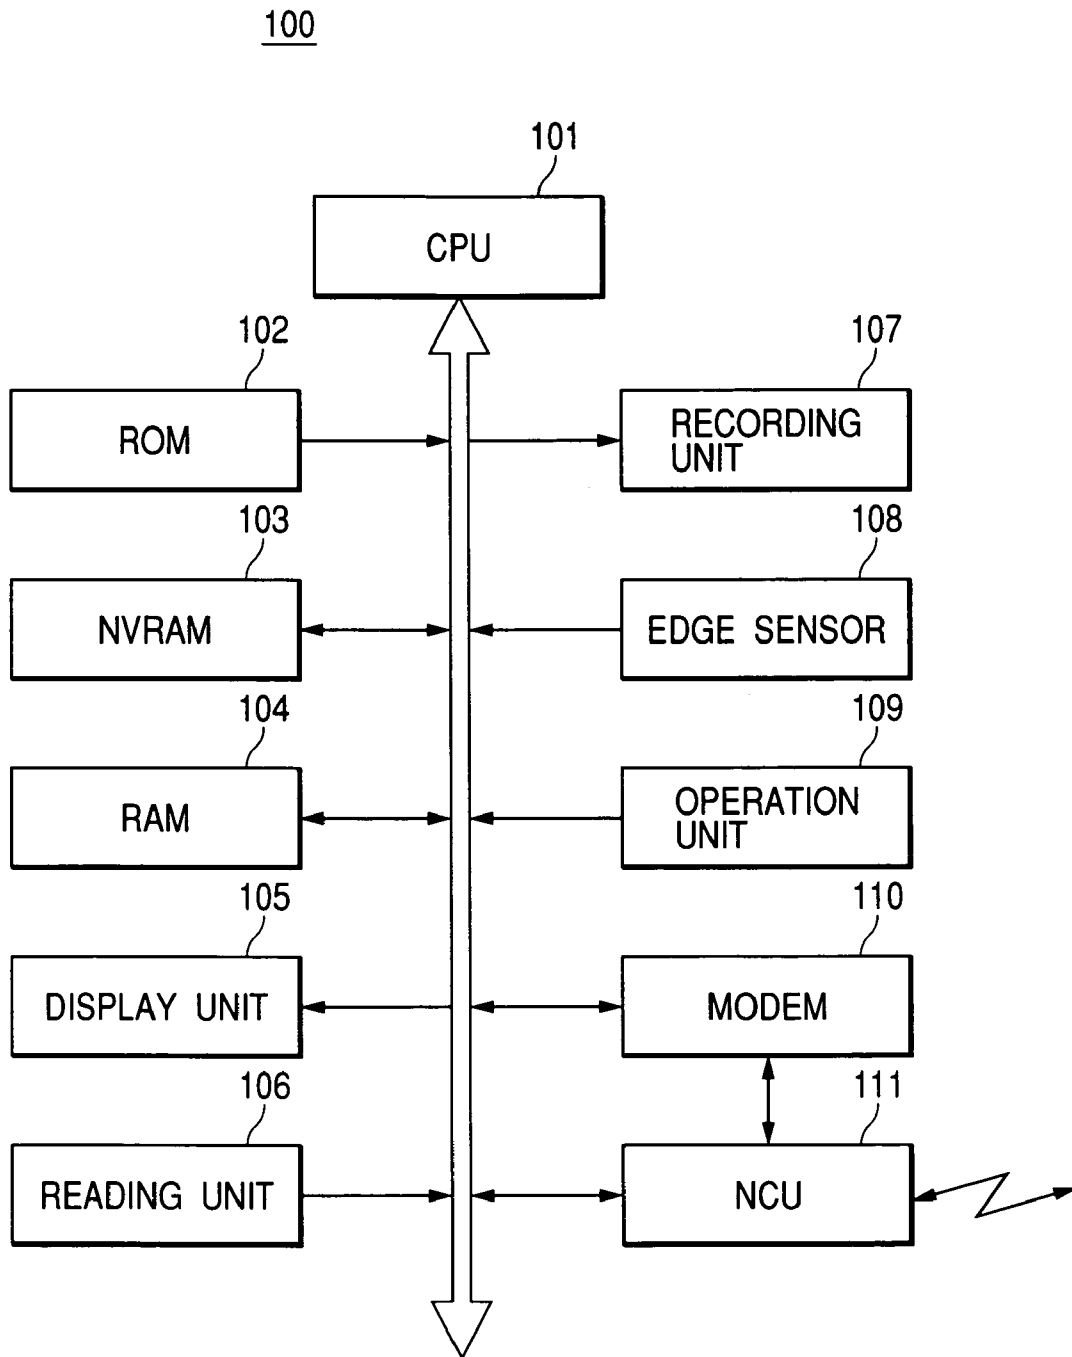 100
101
CPU
102
ROM
107
RECORDING
UNIT
103
NVRAM
108
EDGE SENSOR
104
RAM
109
OPERATION
UNIT
105
DISPLAY UNIT
110
MODEM
106
READING UNIT
111
NCU